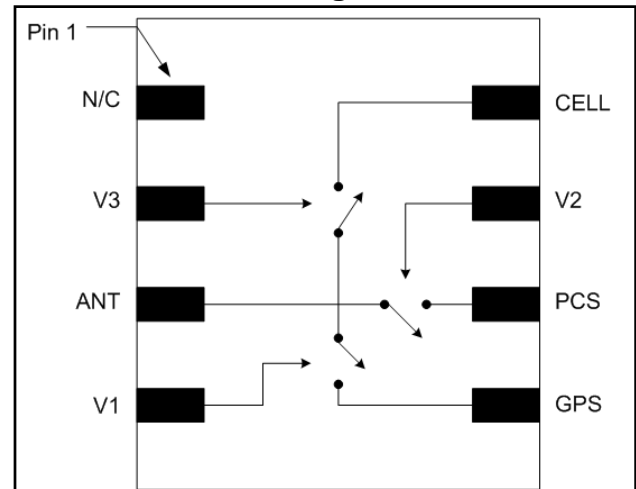 Pin 1
N/C
CELL
V3
V2
ANT
PCS
V1
GPS